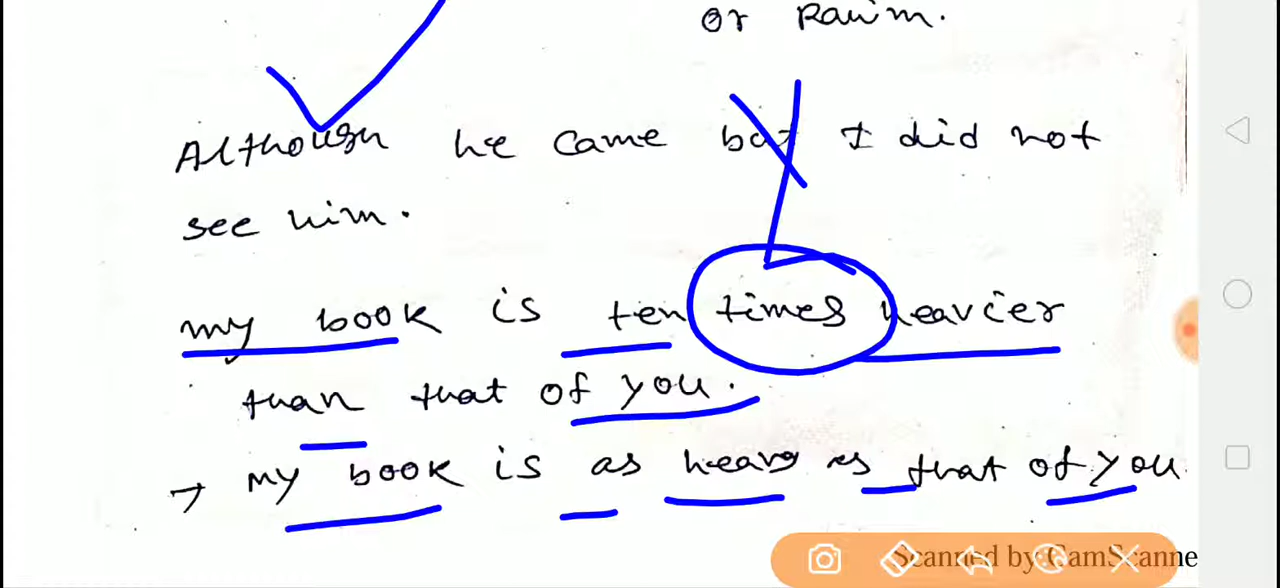 or Rahim.
Although he came but I did not
see him.
my book is ten times heavier
than that of you.
→ my book is as heavy as that of you.
Scanned by CamScanne